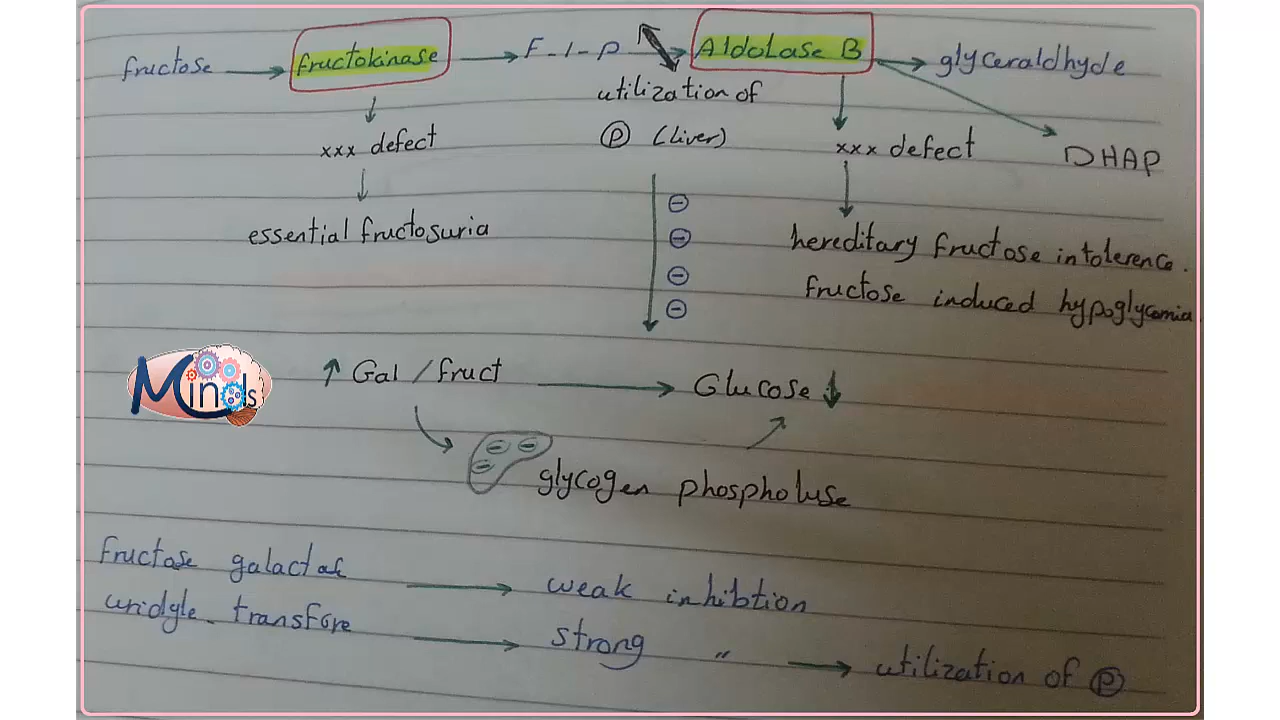 fructose → fructokinase → F-1-P → Aldolase B → glyceraldhyde
utilization of
xxx defect Ⓟ (liver) xxx defect DHAP
essential fructosuria
hereditary fructose intolerence.
fructose induced hypoglycemia
Minds
↑ Gal / fruct → Glucose ↓
glycogen phospholuse
fructose galactose → weak inhibtion
uridyle transfere → strong " → utilization of Ⓟ